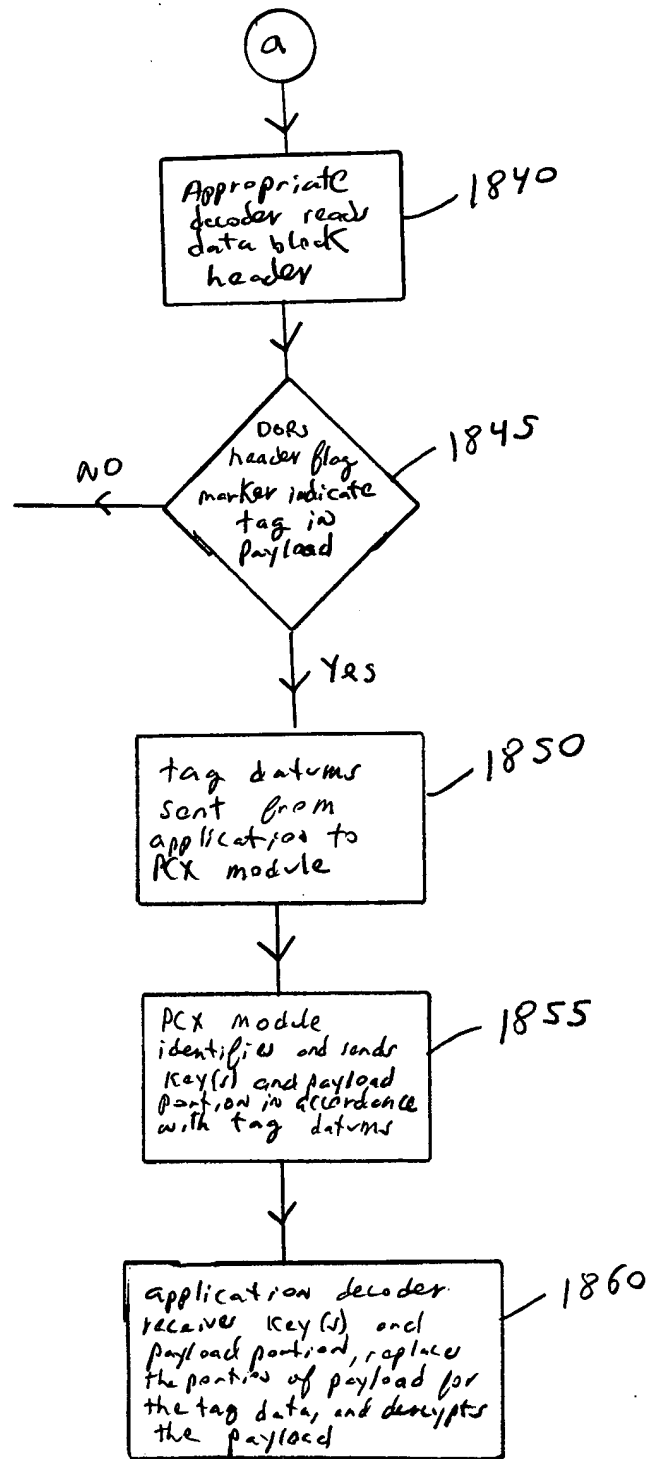 a
Appropriate
decoder reads
data block
header
1840
Does
header flag
marker indicate
tag in
payload
1845
NO
Yes
tag datums
sent from
application to
PCX module
1850
PCX module
identifies and sends
key(s) and payload
portion in accordance
with tag datums
1855
application decoder
receives key(s) and
payload portion, replaces
the portion of payload for
the tag data, and decrypts
the payload
1860